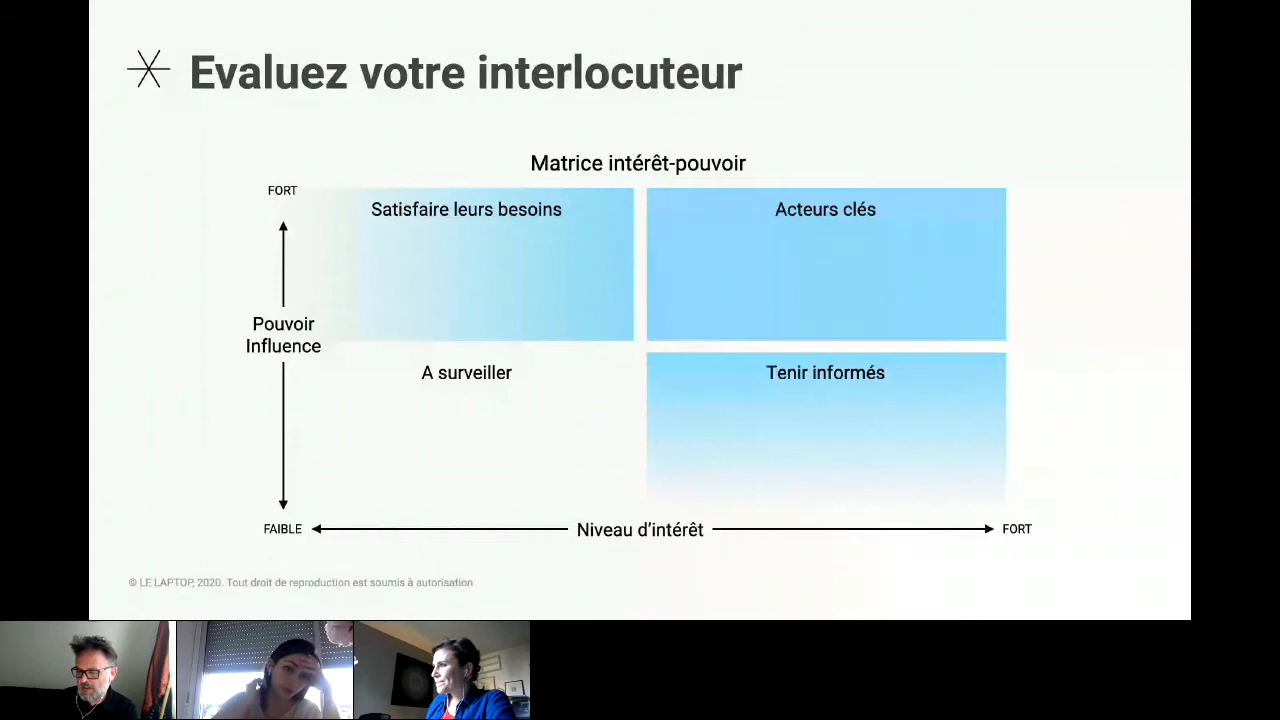 Evaluez votre interlocuteur
Matrice intérêt-pouvoir
FORT
Satisfaire leurs besoins
Acteurs clés
Pouvoir
Influence
A surveiller
Tenir informés
FAIBLE
Niveau d'intérêt
FORT
© LE LAPTOP, 2020. Tout droit de reproduction est soumis à autorisation